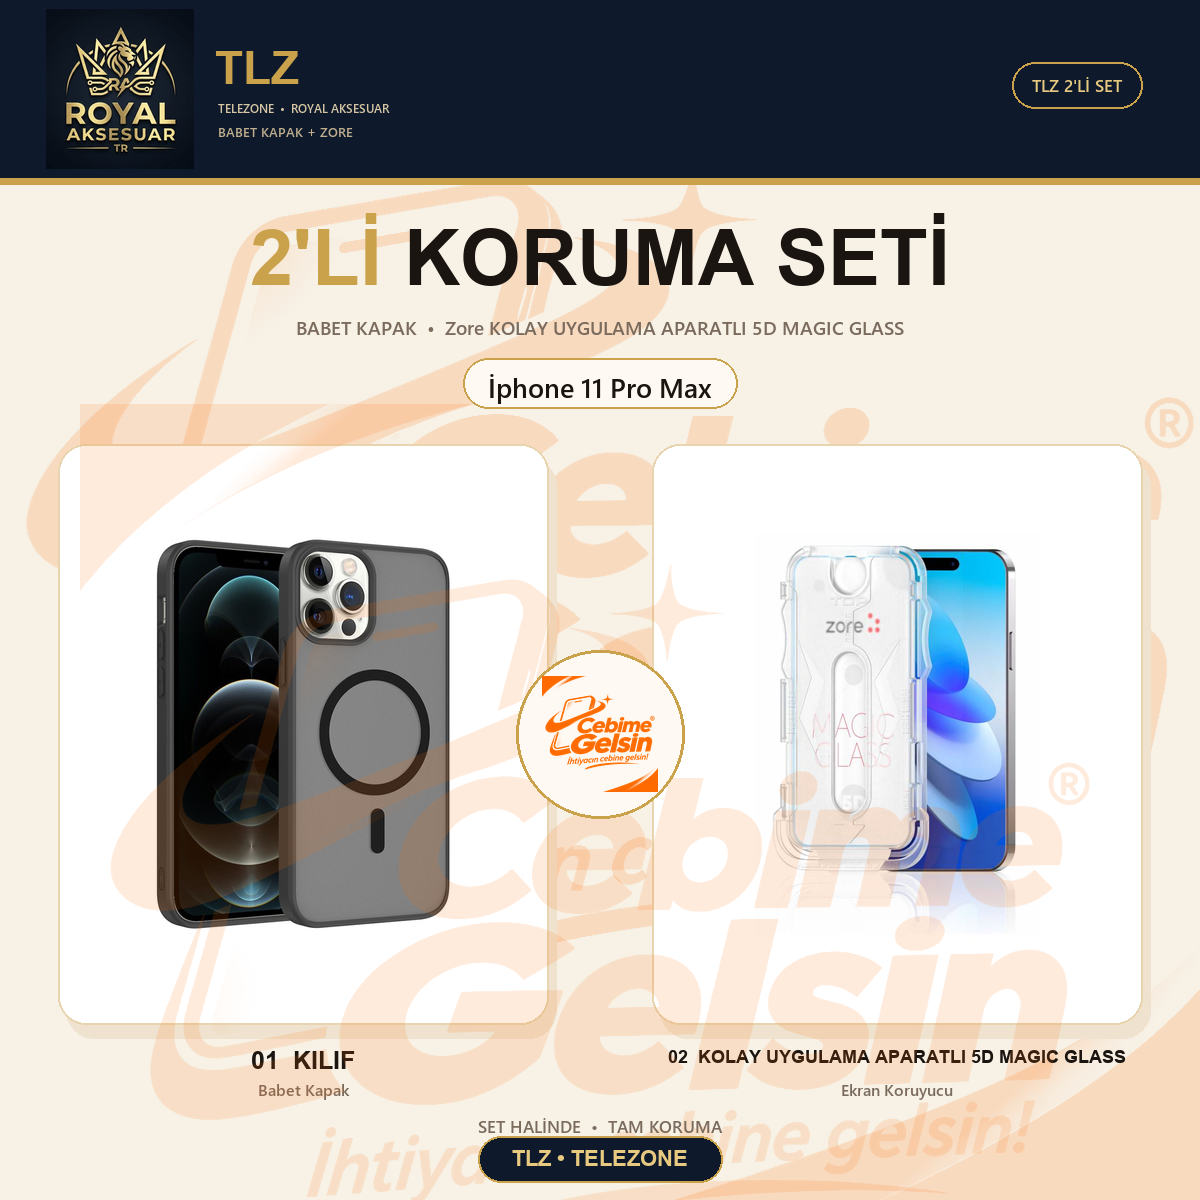 ROYAL
AKSESUAR
TR
TLZ
TELEZONE • ROYAL AKSESUAR
BABET KAPAK + ZORE
TLZ 2'Lİ SET
2'Lİ KORUMA SETİ
BABET KAPAK • Zore KOLAY UYGULAMA APARATLI 5D MAGIC GLASS
İphone 11 Pro Max
zore
MAGIC
GLASS
5D
Cebime
Gelsin
İhtiyacın cebine gelsin!
Cebime
Gelsin
01 KILIF
Babet Kapak
02 KOLAY UYGULAMA APARATLI 5D MAGIC GLASS
Ekran Koruyucu
SET HALİNDE • TAM KORUMA
TLZ • TELEZONE